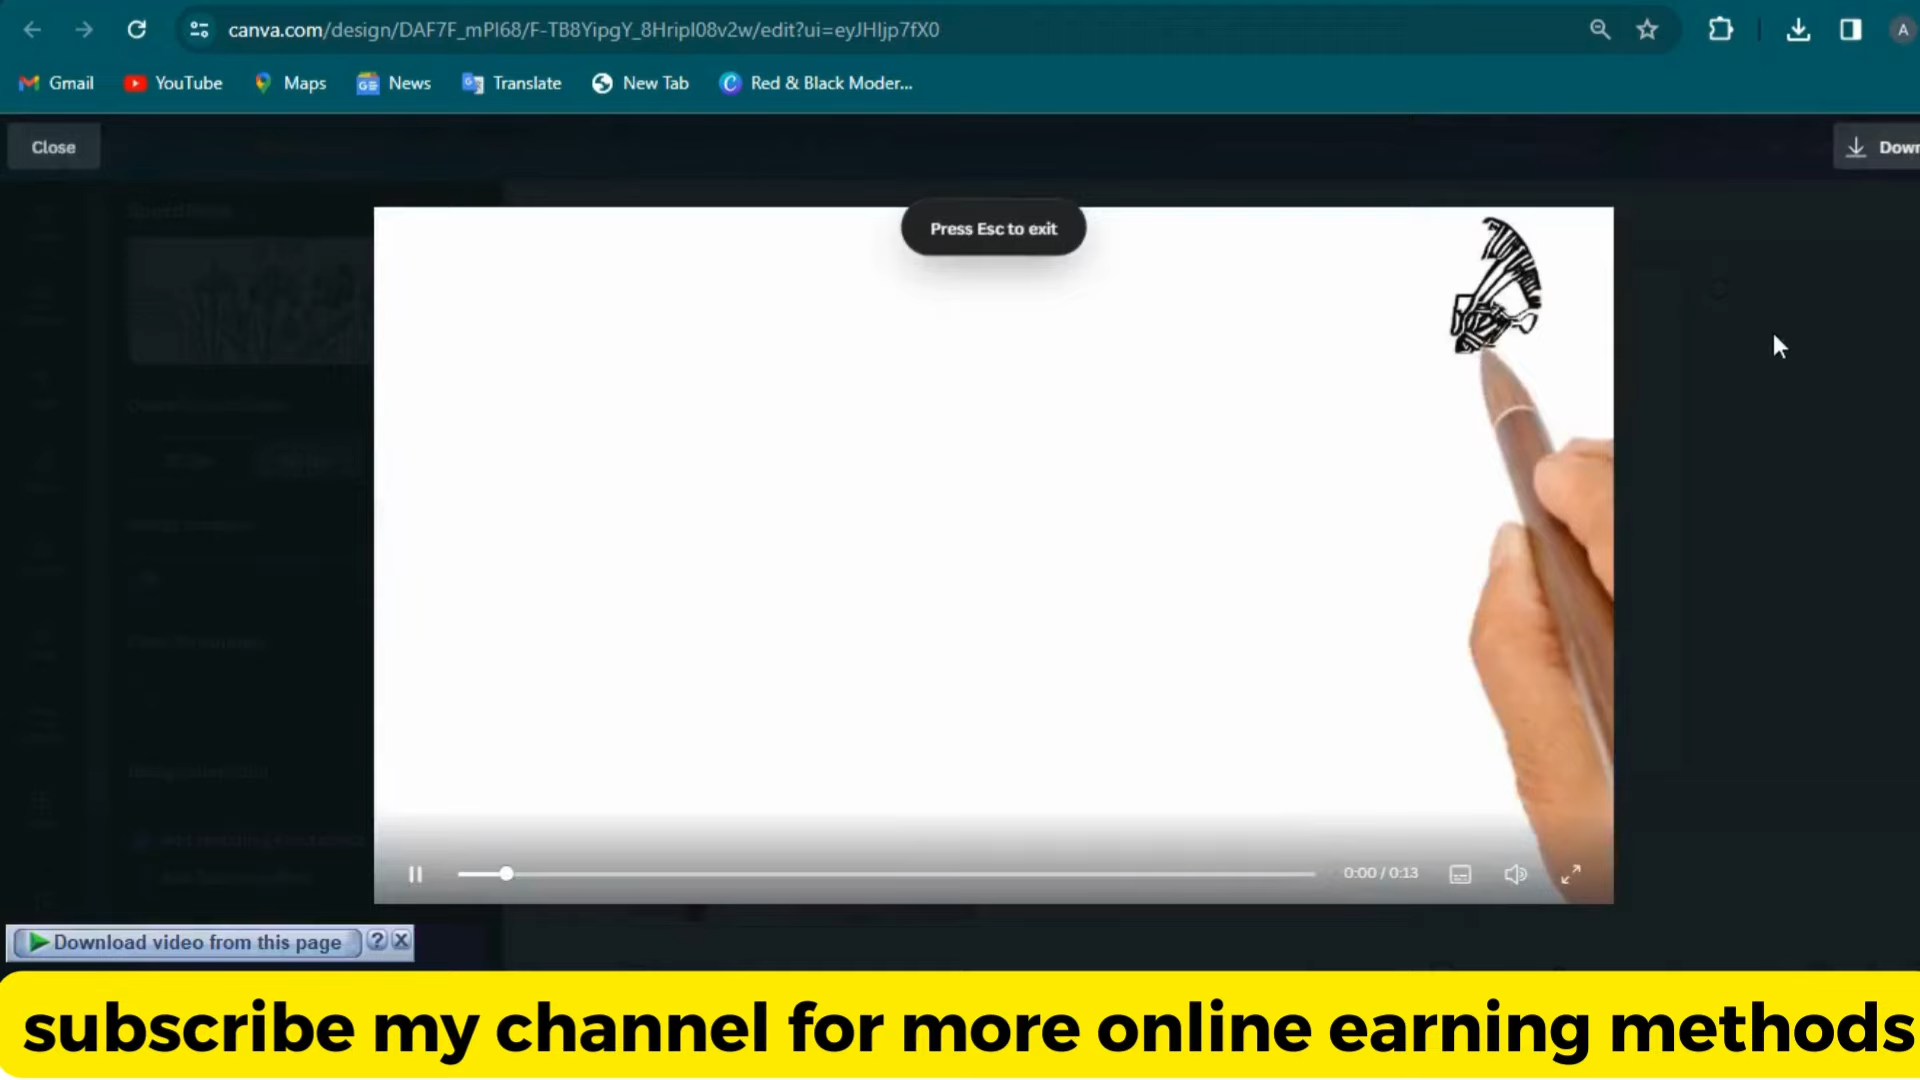 canva.com/design/DAF7F_mPI68/F-TB8YipgY_8HripI08v2w/edit?ui=eyJHIjp7fX0
A
Gmail YouTube Maps News Translate New Tab Red & Black Moder...
Close
Down
Press Esc to exit
0:00 / 0:13
Download video from this page ? X
subscribe my channel for more online earning methods